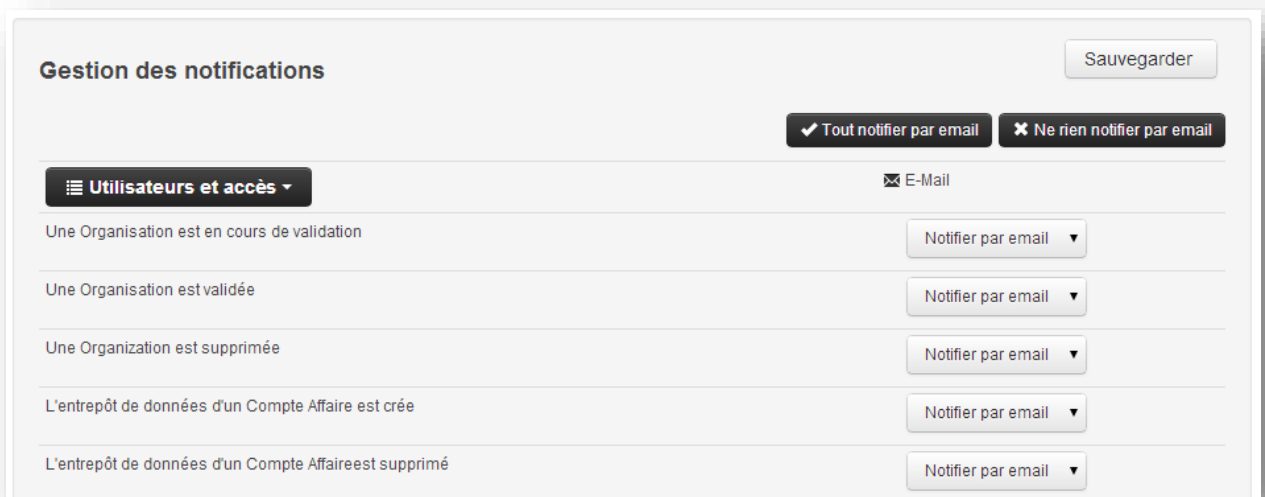 Gestion des notifications
Sauvegarder
Tout notifier par email
Ne rien notifier par email
Utilisateurs et accès
E-Mail
Une Organisation est en cours de validation
Notifier par email
Une Organisation est validée
Notifier par email
Une Organization est supprimée
Notifier par email
L'entrepôt de données d'un Compte Affaire est crée
Notifier par email
L'entrepôt de données d'un Compte Affaireest supprimé
Notifier par email